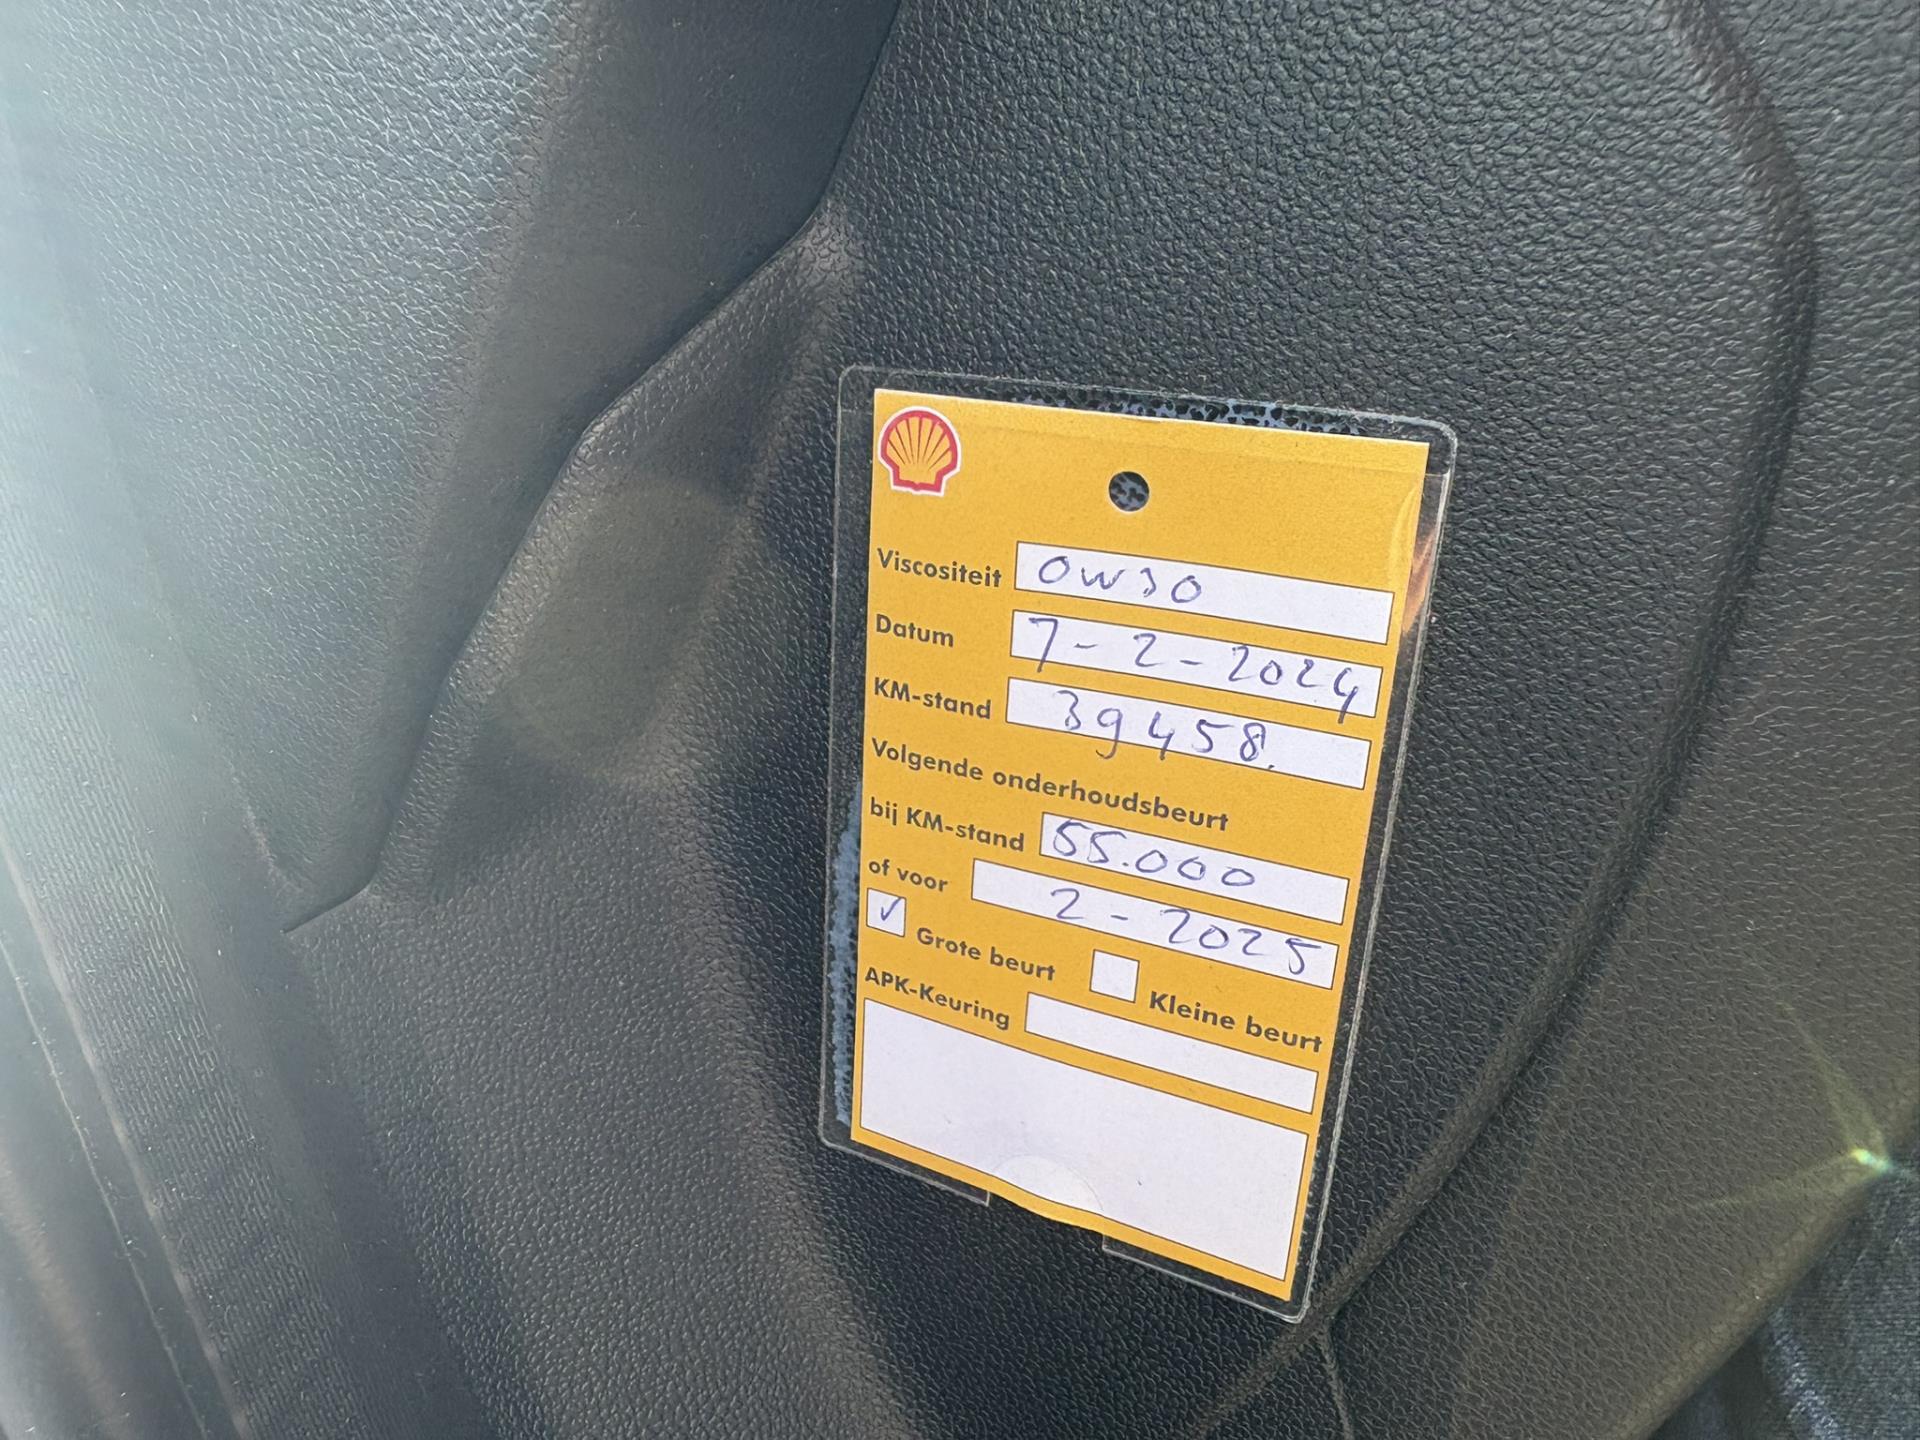 Viscositeit 0W30
Datum 7-2-2024
KM-stand 39458.
Volgende onderhoudsbeurt
bij KM-stand 55.000
of voor 2-2025
✓ Grote beurt Kleine beurt
APK-Keuring